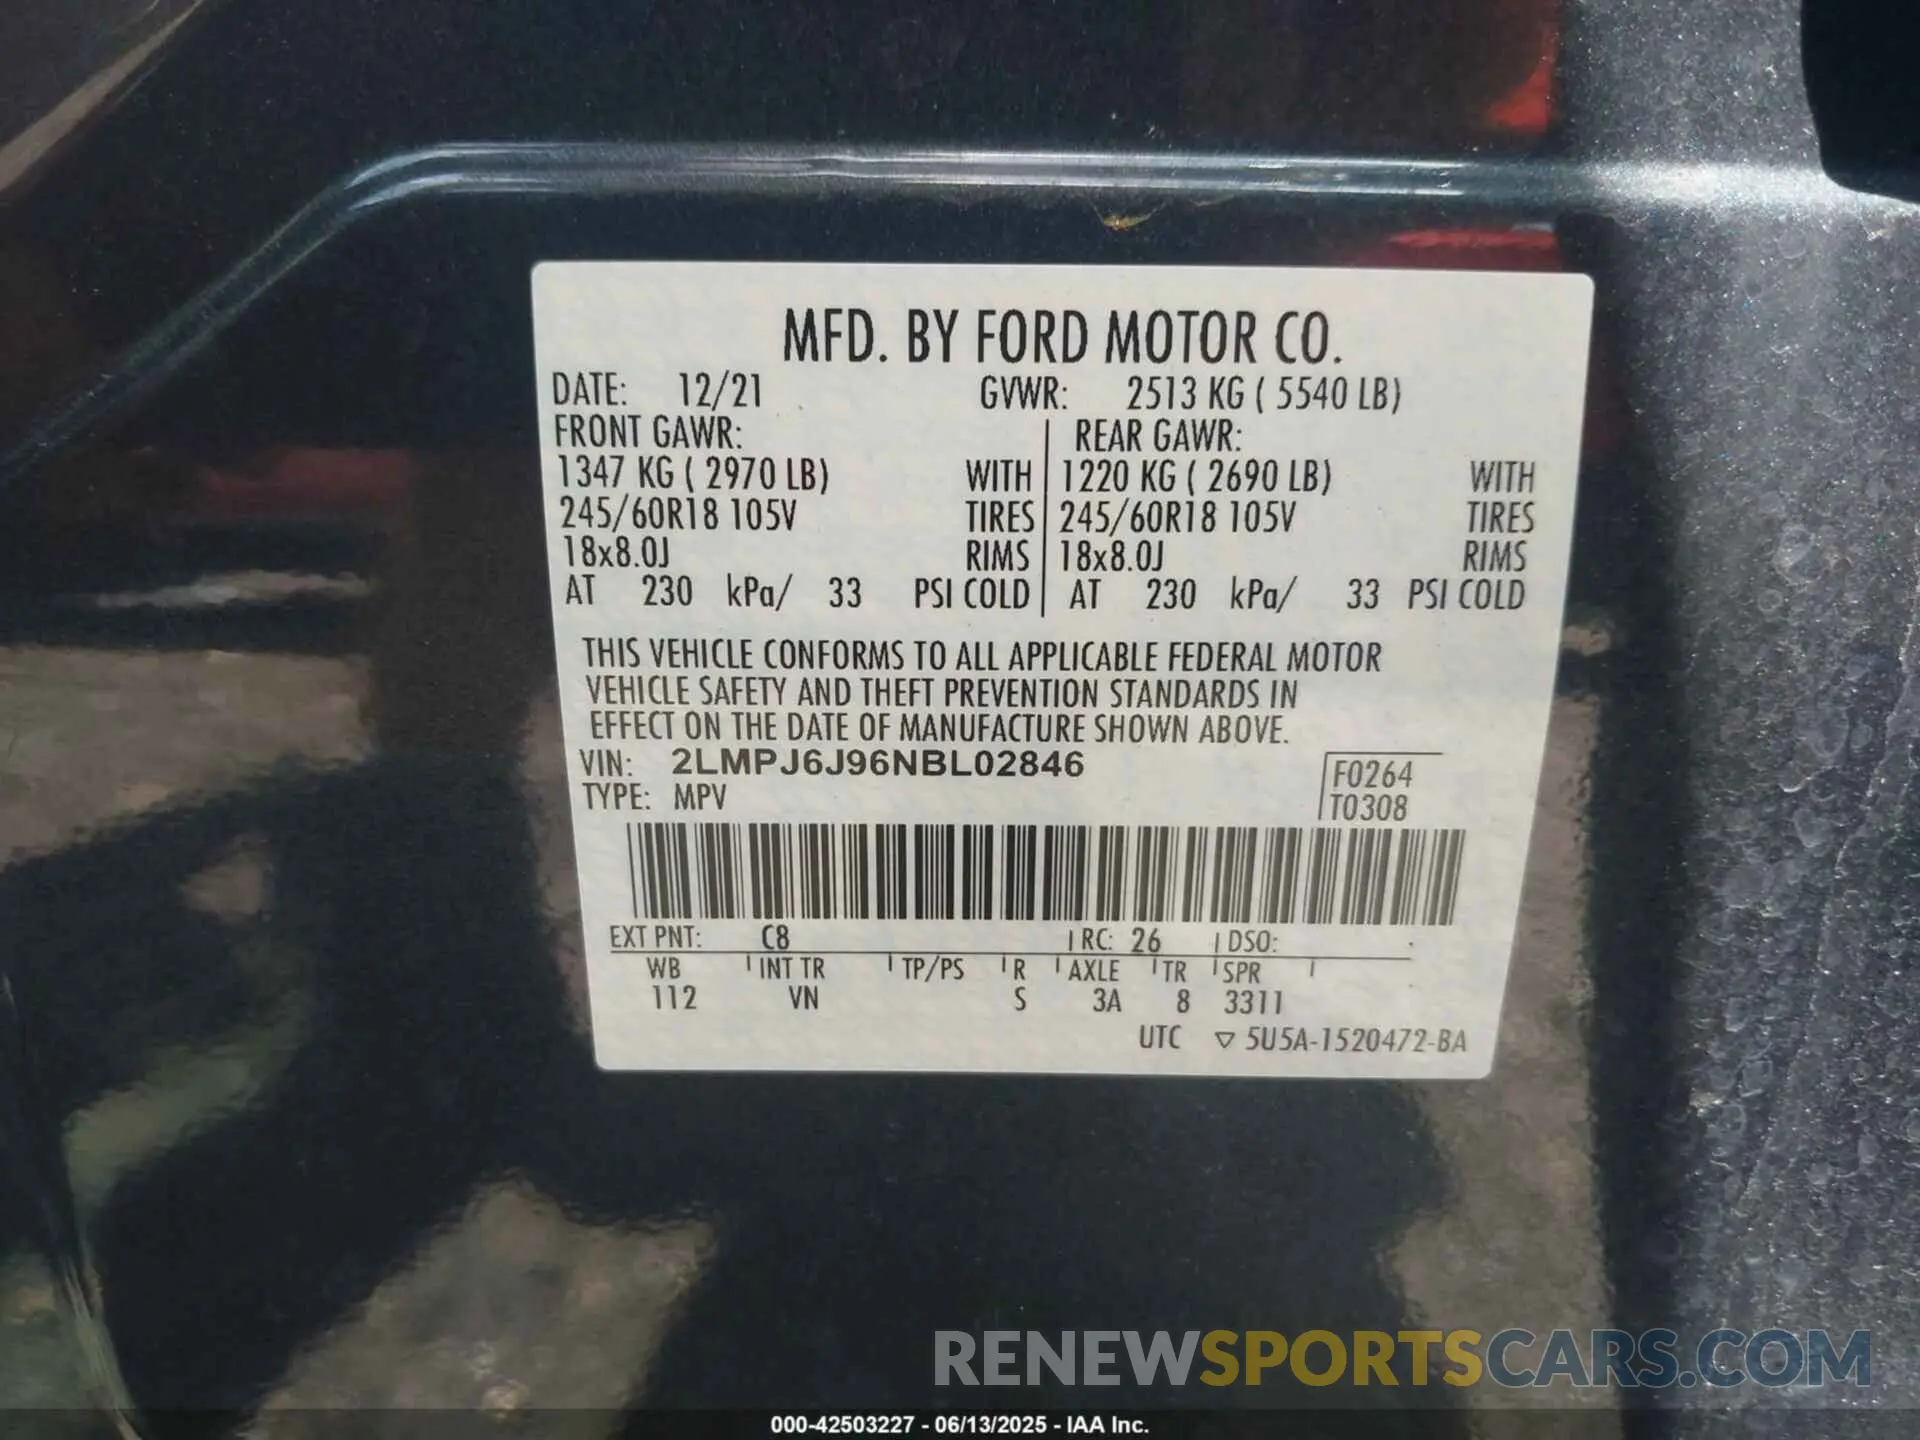 MFD. BY FORD MOTOR CO.
DATE: 12/21 GVWR: 2513 KG ( 5540 LB)
FRONT GAWR: REAR GAWR:
1347 KG ( 2970 LB) WITH 1220 KG ( 2690 LB) WITH
245/60R18 105V TIRES 245/60R18 105V TIRES
18x8.0J RIMS 18x8.0J RIMS
AT 230 kPa/ 33 PSI COLD AT 230 kPa/ 33 PSI COLD
THIS VEHICLE CONFORMS TO ALL APPLICABLE FEDERAL MOTOR
VEHICLE SAFETY AND THEFT PREVENTION STANDARDS IN
EFFECT ON THE DATE OF MANUFACTURE SHOWN ABOVE.
VIN: 2LMPJ6J96NBL02846
F0264
TYPE: MPV
T0308
EXT PNT: C8 RC: 26 DSO:
WB INT TR TP/PS R AXLE TR SPR
112 VN S 3A 8 3311
UTC ▽ 5U5A-1520472-BA
RENEWSPORTSCARS.COM
000-42503227 - 06/13/2025 - IAA Inc.